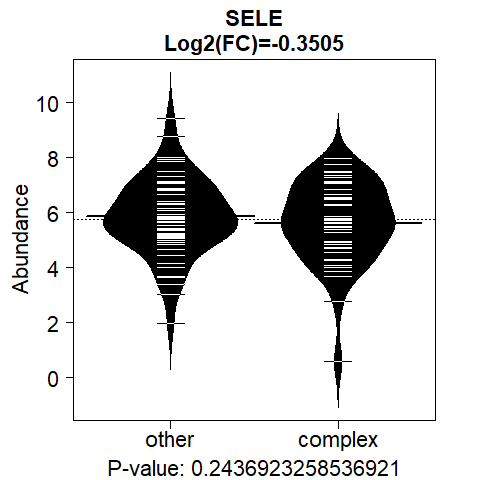 SELE
Log2(FC)=-0.3505
Abundance
10
8
6
4
2
0
other complex
P-value: 0.2436923258536921